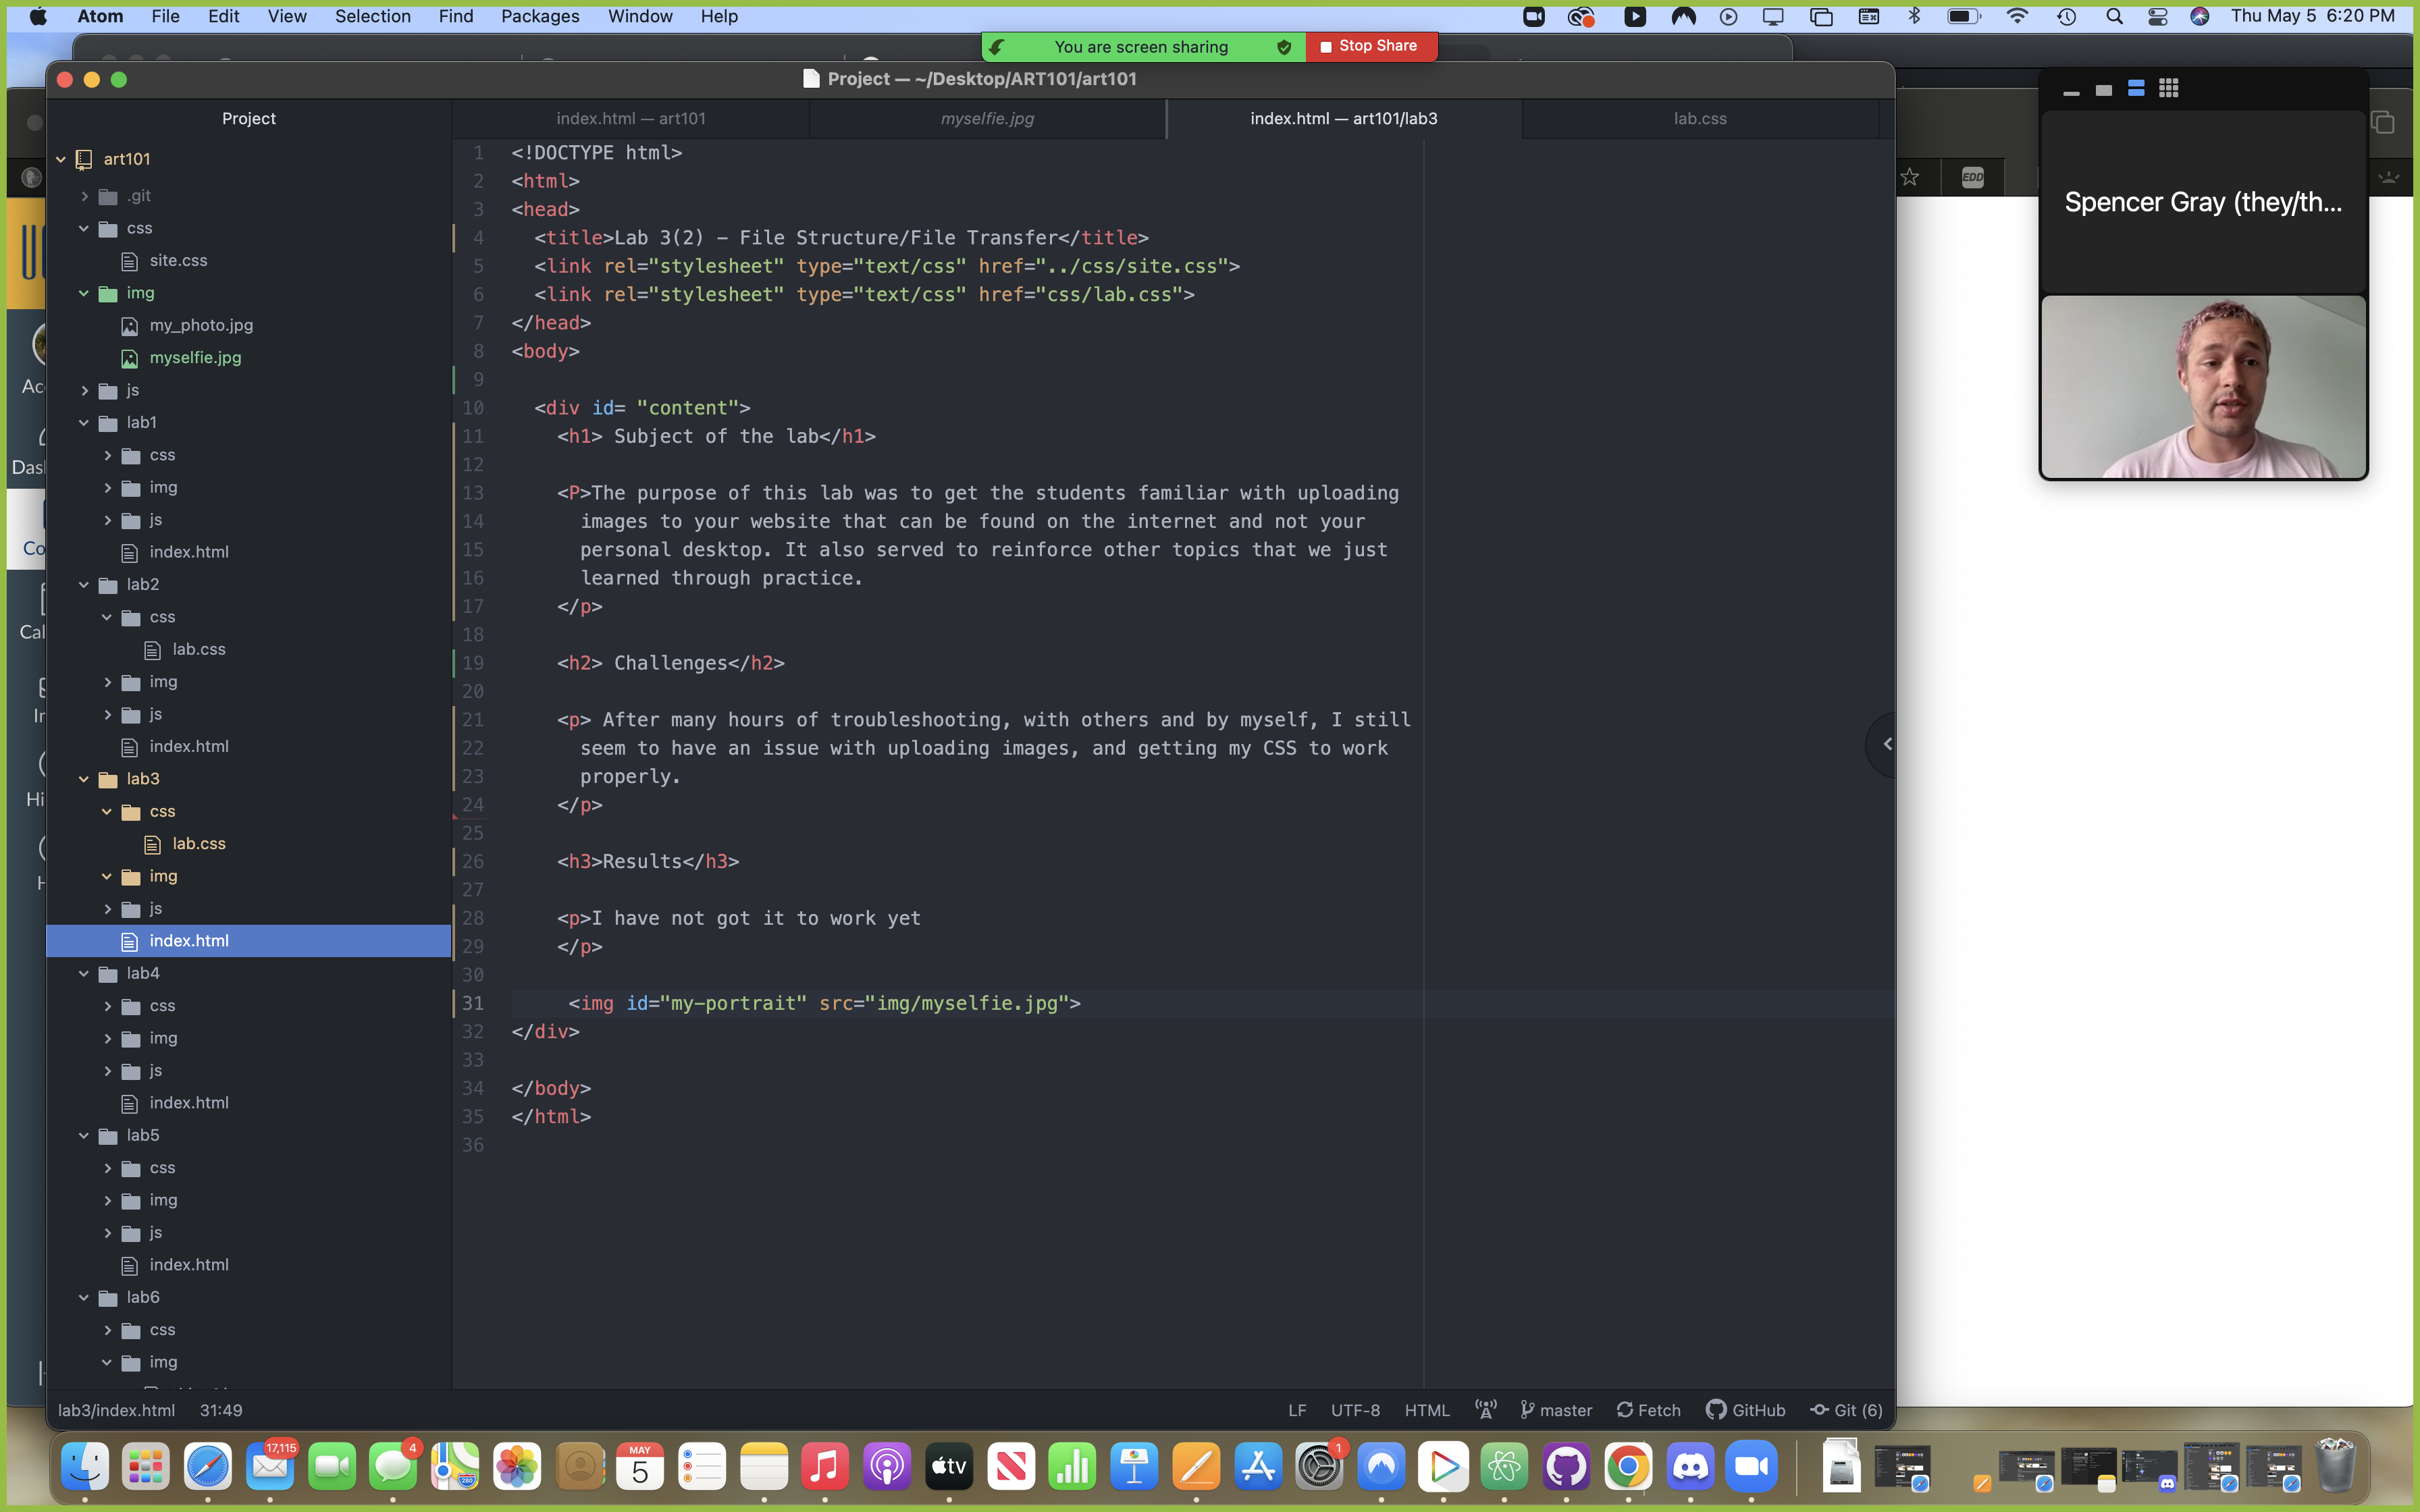 Atom File Edit View Selection Find Packages Window Help
Thu May 5 6:20 PM
You are screen sharing
Stop Share
Project — ~/Desktop/ART101/art101
Project
index.html — art101
myselfie.jpg
index.html — art101/lab3
lab.css
art101
.git
css
site.css
img
my_photo.jpg
myselfie.jpg
js
lab1
css
img
js
index.html
lab2
css
lab.css
img
js
index.html
lab3
css
lab.css
img
js
index.html
lab4
css
img
js
index.html
lab5
css
img
js
index.html
lab6
css
img
1 <!DOCTYPE html>
2 <html>
3 <head>
4 <title>Lab 3(2) - File Structure/File Transfer</title>
5 <link rel="stylesheet" type="text/css" href="../css/site.css">
6 <link rel="stylesheet" type="text/css" href="css/lab.css">
7 </head>
8 <body>
9
10 <div id= "content">
11 <h1> Subject of the lab</h1>
12
13 <P>The purpose of this lab was to get the students familiar with uploading
14 images to your website that can be found on the internet and not your
15 personal desktop. It also served to reinforce other topics that we just
16 learned through practice.
17 </p>
18
19 <h2> Challenges</h2>
20
21 <p> After many hours of troubleshooting, with others and by myself, I still
22 seem to have an issue with uploading images, and getting my CSS to work
23 properly.
24 </p>
25
26 <h3>Results</h3>
27
28 <p>I have not got it to work yet
29 </p>
30
31 <img id="my-portrait" src="img/myselfie.jpg">
32 </div>
33
34 </body>
35 </html>
36
lab3/index.html 31:49
LF UTF-8 HTML master Fetch GitHub Git (6)
EDD
Spencer Gray (they/th...
Ac
Das
Co
Cal
In
Hi
H
17,115
4
MAY
5
280
tv
1